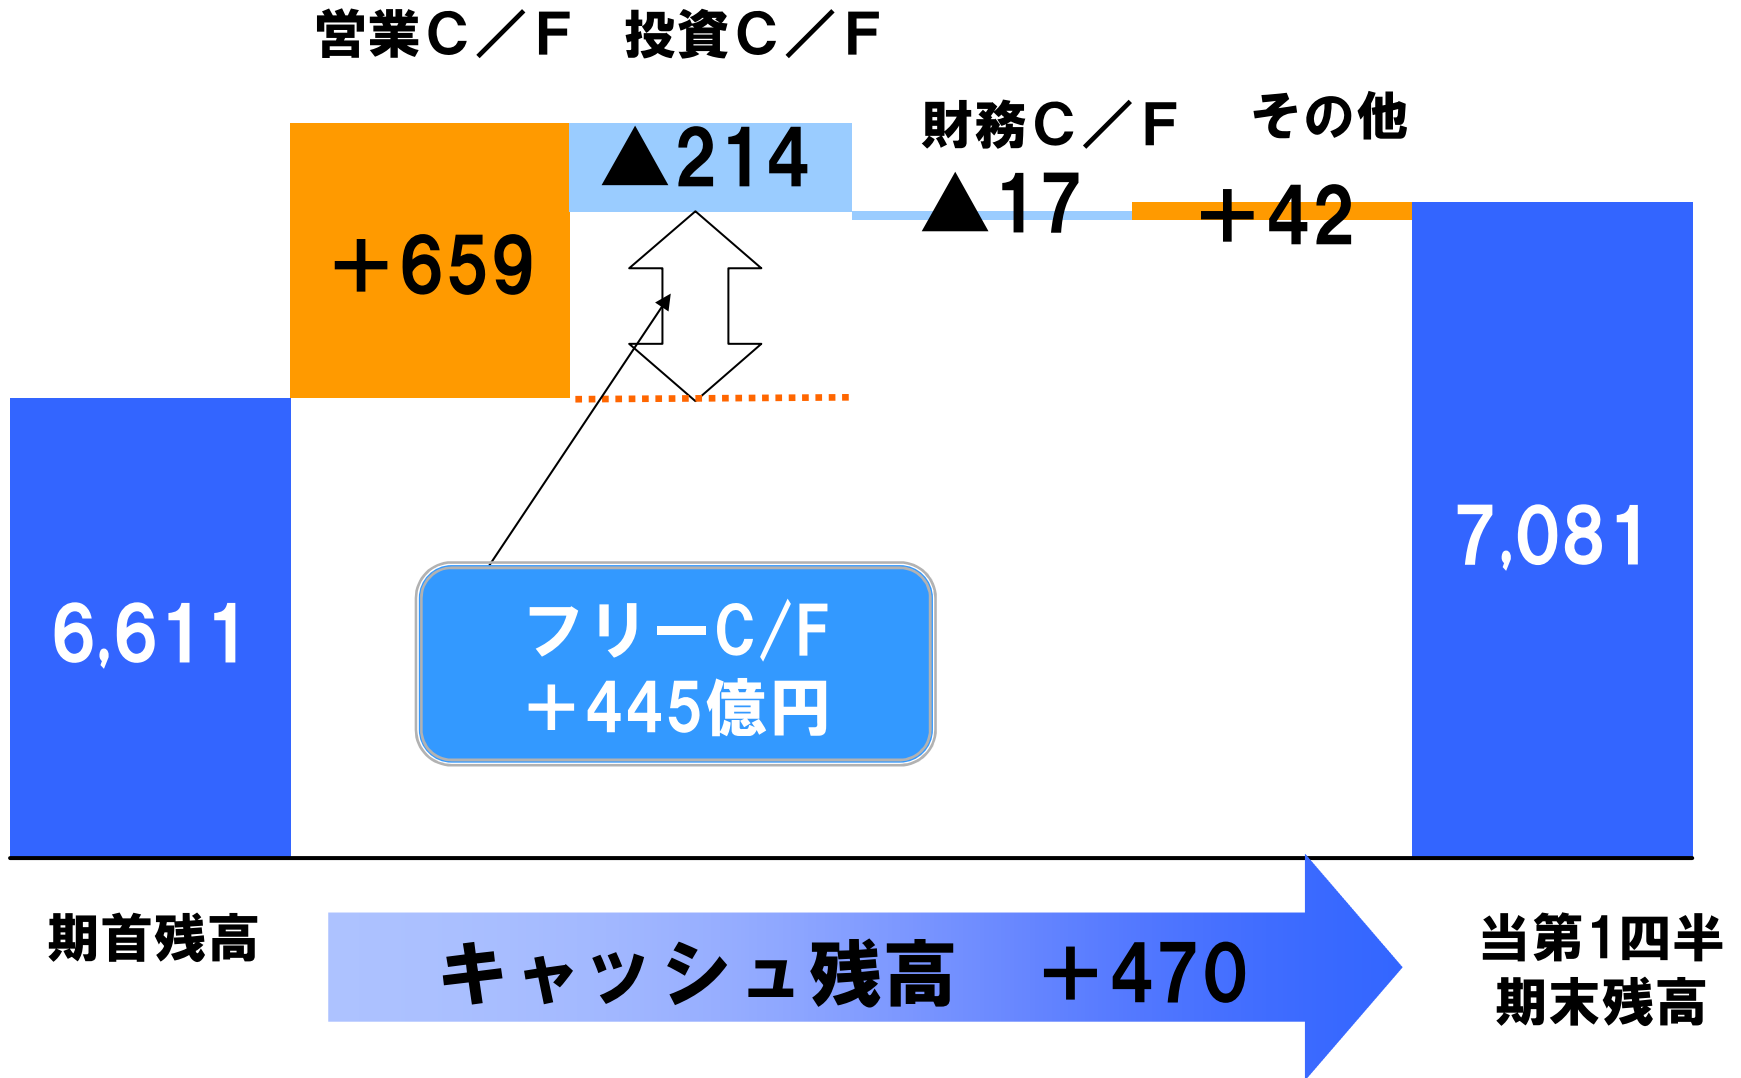 営業Ｃ／Ｆ
投資Ｃ／Ｆ
財務Ｃ／Ｆ
その他
＋659
▲214
▲17
＋42
6,611
7,081
フリーC/F
＋445億円
期首残高
キャッシュ残高　＋470
当第1四半
期末残高